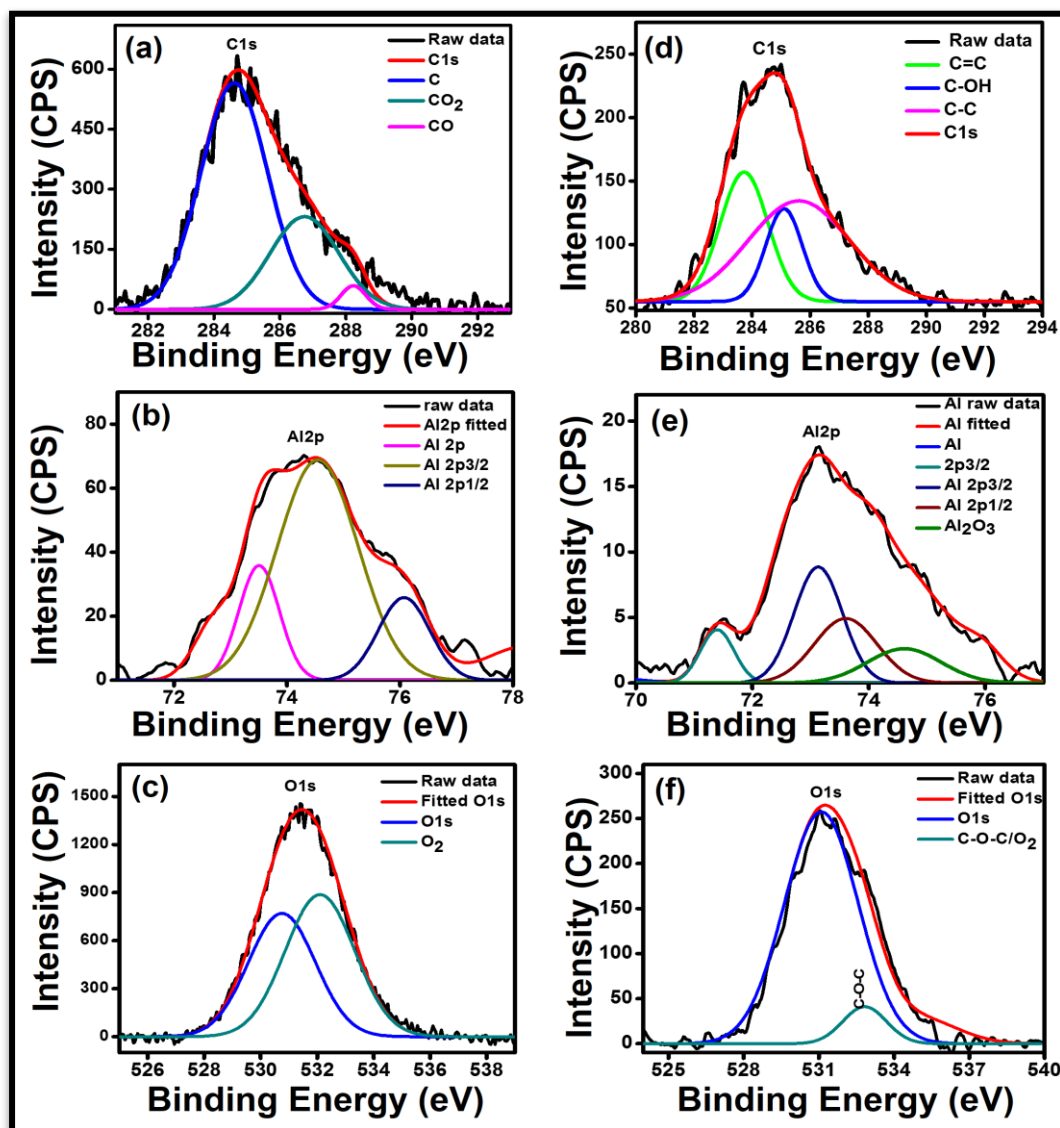 (a)
C1s
Raw data
C1s
C
CO2
CO
600
450
300
150
0
Intensity (CPS)
282 284 286 288 290 292
Binding Energy (eV)
(d)
C1s
Raw data
C=C
C-OH
C-C
C1s
250
200
150
100
50
Intensity (CPS)
280 282 284 286 288 290 292 294
Binding Energy (eV)
(b)
Al2p
raw data
Al2p fitted
Al 2p
Al 2p3/2
Al 2p1/2
80
60
40
20
0
Intensity (CPS)
72 74 76 78
Binding Energy (eV)
(e)
Al2p
Al raw data
Al fitted
Al
2p3/2
Al 2p3/2
Al 2p1/2
Al2O3
20
15
10
5
0
Intensity (CPS)
70 72 74 76
Binding Energy (eV)
(c)
O1s
Raw data
Fitted O1s
O1s
O2
1500
1200
900
600
300
0
Intensity (CPS)
526 528 530 532 534 536 538
Binding Energy (eV)
(f)
O1s
Raw data
Fitted O1s
O1s
C-O-C/O2
C-O-C
300
250
200
150
100
50
0
Intensity (CPS)
525 528 531 534 537 540
Binding Energy (eV)